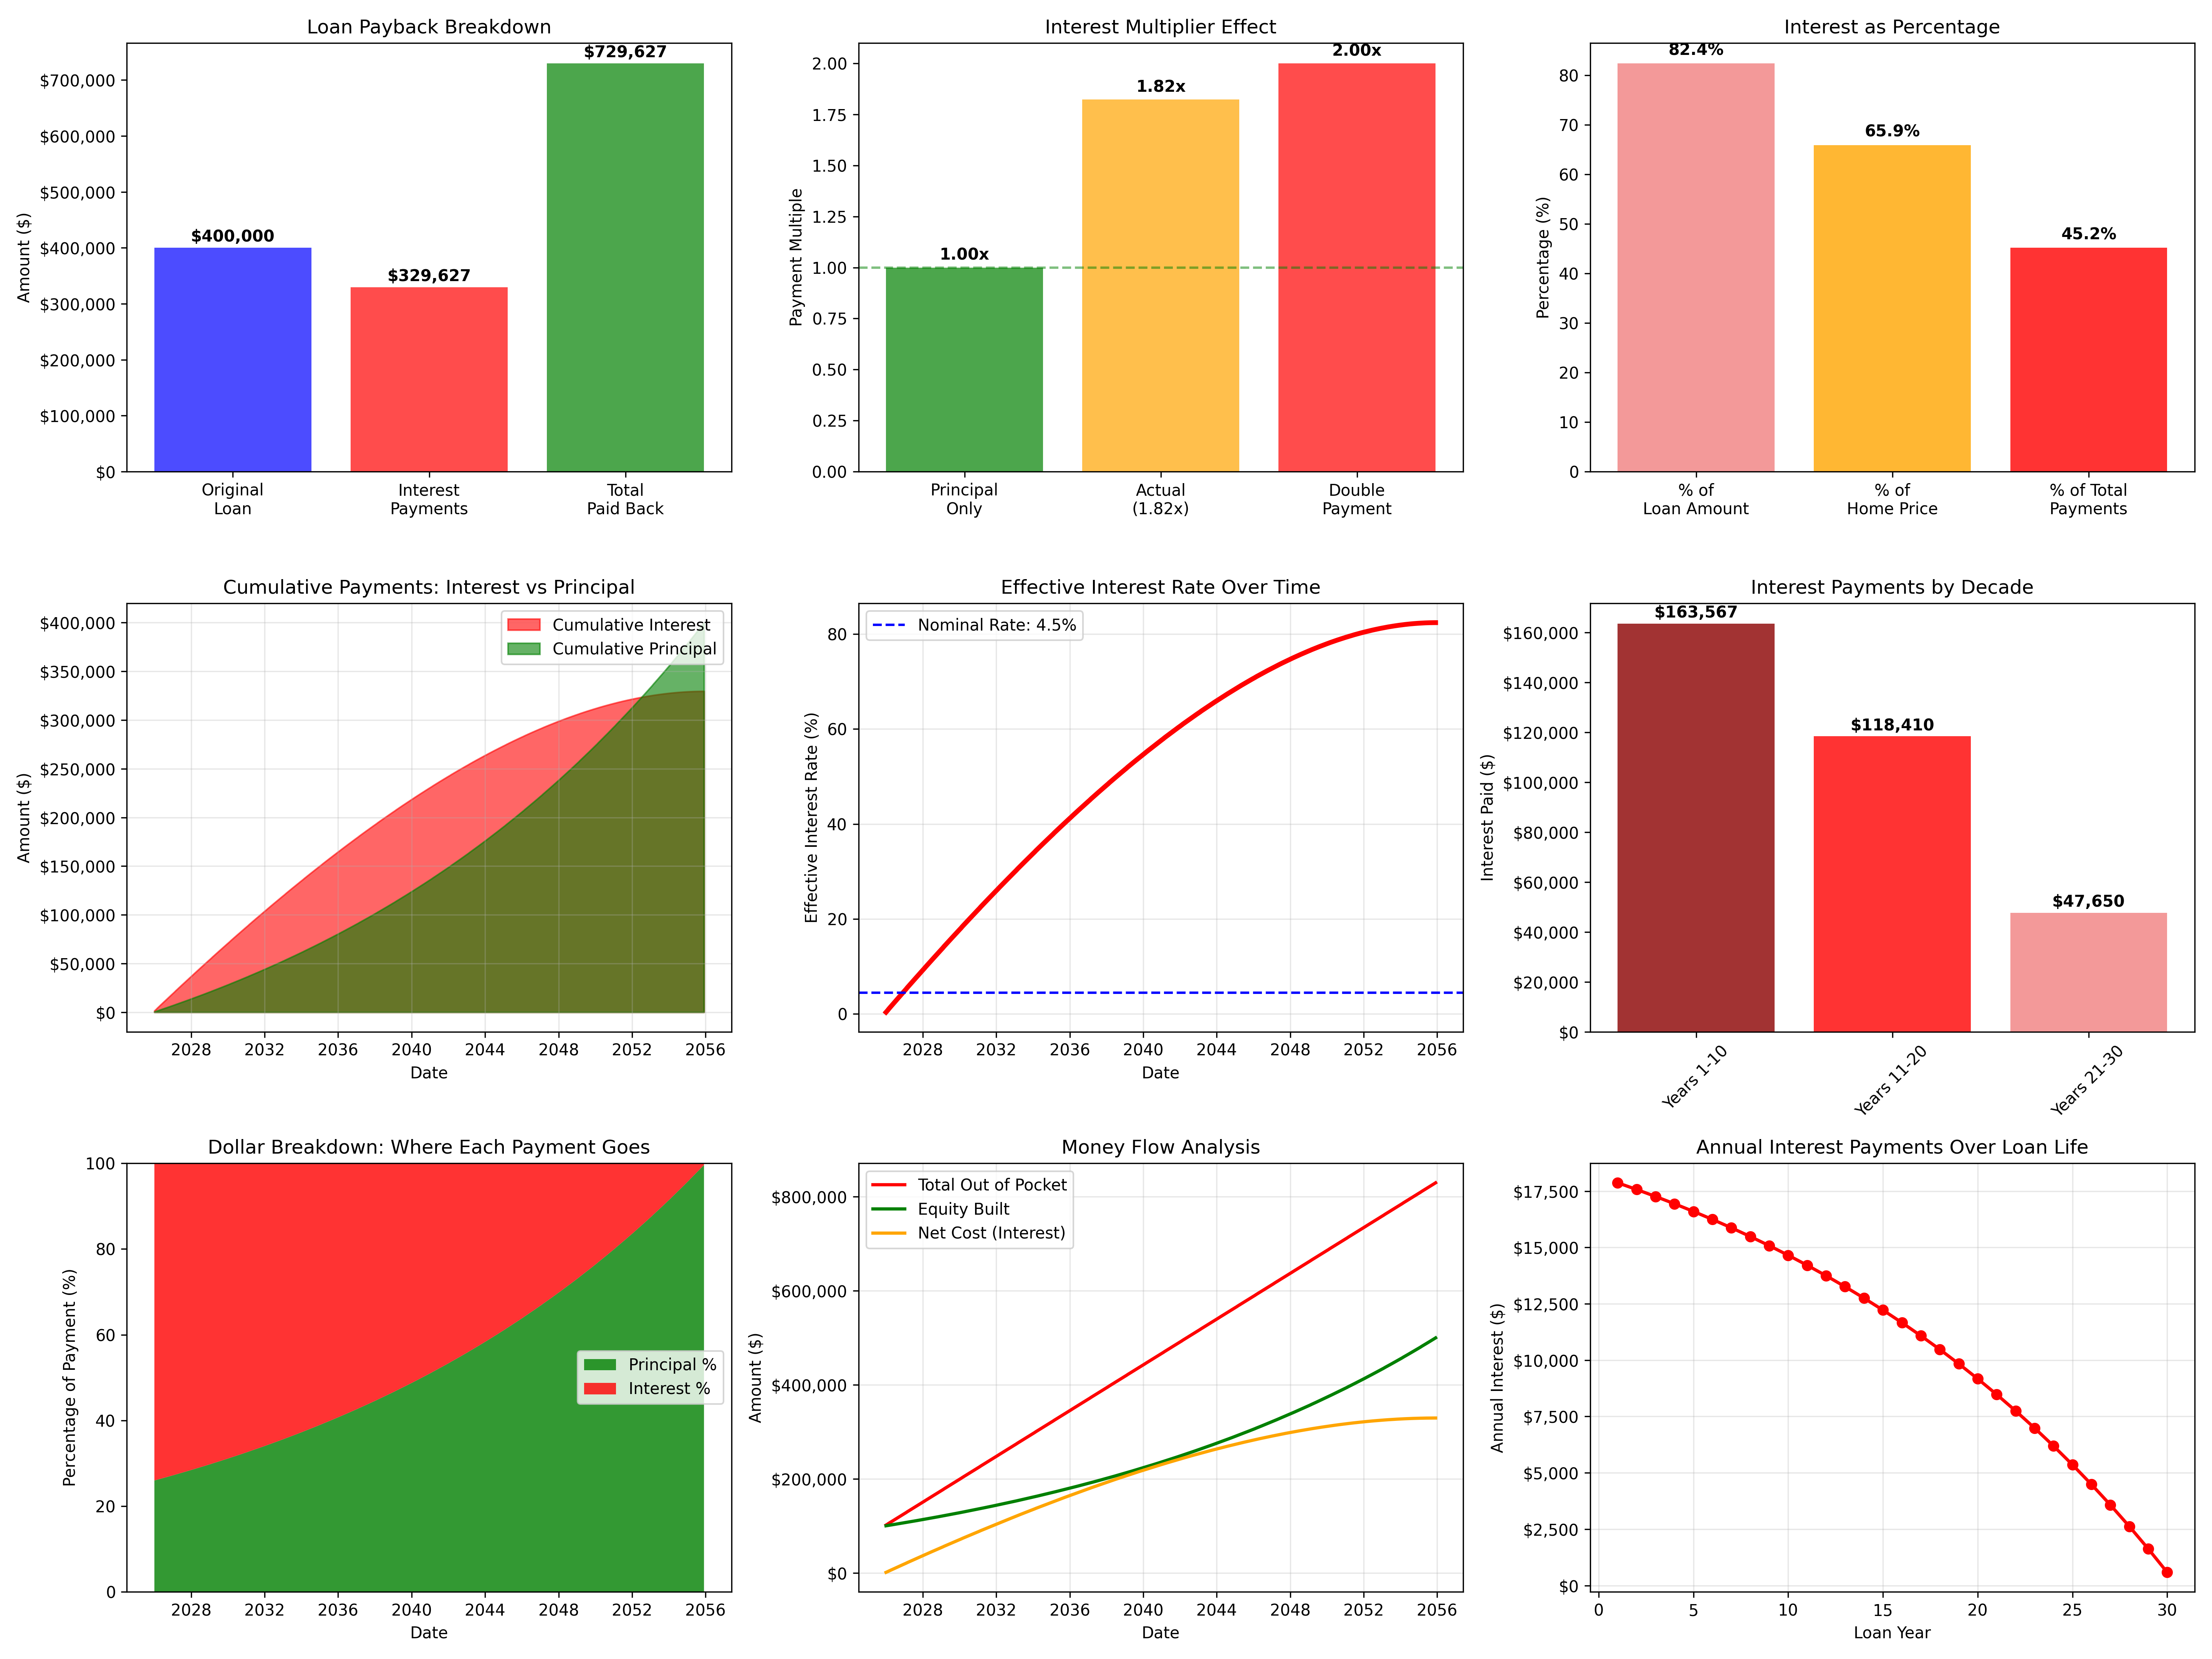 Loan Payback Breakdown
Amount ($)
$700,000
$600,000
$500,000
$400,000
$300,000
$200,000
$100,000
$0
$400,000
$329,627
$729,627
Original
Loan
Interest
Payments
Total
Paid Back
Interest Multiplier Effect
Payment Multiple
2.00
1.75
1.50
1.25
1.00
0.75
0.50
0.25
0.00
1.00x
1.82x
2.00x
Principal
Only
Actual
(1.82x)
Double
Payment
Interest as Percentage
Percentage (%)
80
70
60
50
40
30
20
10
0
82.4%
65.9%
45.2%
% of
Loan Amount
% of
Home Price
% of Total
Payments
Cumulative Payments: Interest vs Principal
Amount ($)
$400,000
$350,000
$300,000
$250,000
$200,000
$150,000
$100,000
$50,000
$0
Cumulative Interest
Cumulative Principal
2028 2032 2036 2040 2044 2048 2052 2056
Date
Effective Interest Rate Over Time
Effective Interest Rate (%)
80
60
40
20
0
Nominal Rate: 4.5%
2028 2032 2036 2040 2044 2048 2052 2056
Date
Interest Payments by Decade
Interest Paid ($)
$160,000
$140,000
$120,000
$100,000
$80,000
$60,000
$40,000
$20,000
$0
$163,567
$118,410
$47,650
Years 1-10
Years 11-20
Years 21-30
Dollar Breakdown: Where Each Payment Goes
Percentage of Payment (%)
100
80
60
40
20
0
Principal %
Interest %
2028 2032 2036 2040 2044 2048 2052 2056
Date
Money Flow Analysis
Amount ($)
$800,000
$600,000
$400,000
$200,000
$0
Total Out of Pocket
Equity Built
Net Cost (Interest)
2028 2032 2036 2040 2044 2048 2052 2056
Date
Annual Interest Payments Over Loan Life
Annual Interest ($)
$17,500
$15,000
$12,500
$10,000
$7,500
$5,000
$2,500
$0
0 5 10 15 20 25 30
Loan Year